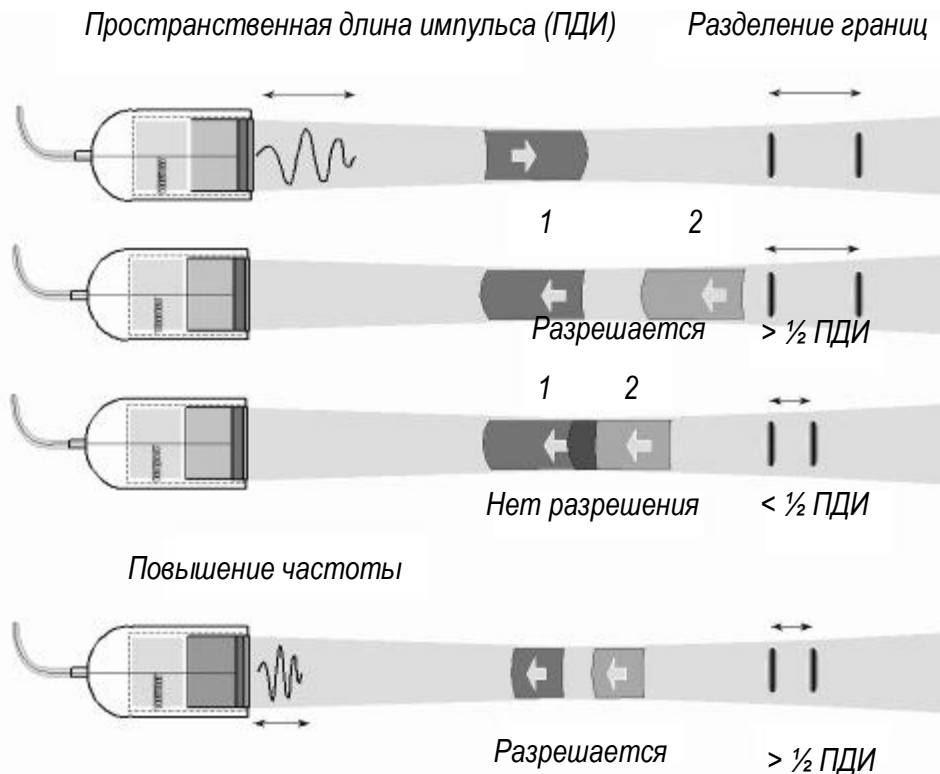 Пространственная длина импульса (ПДИ) Разделение границ
1 2
Разрешается > ½ ПДИ
1 2
Нет разрешения < ½ ПДИ
Повышение частоты
Разрешается > ½ ПДИ